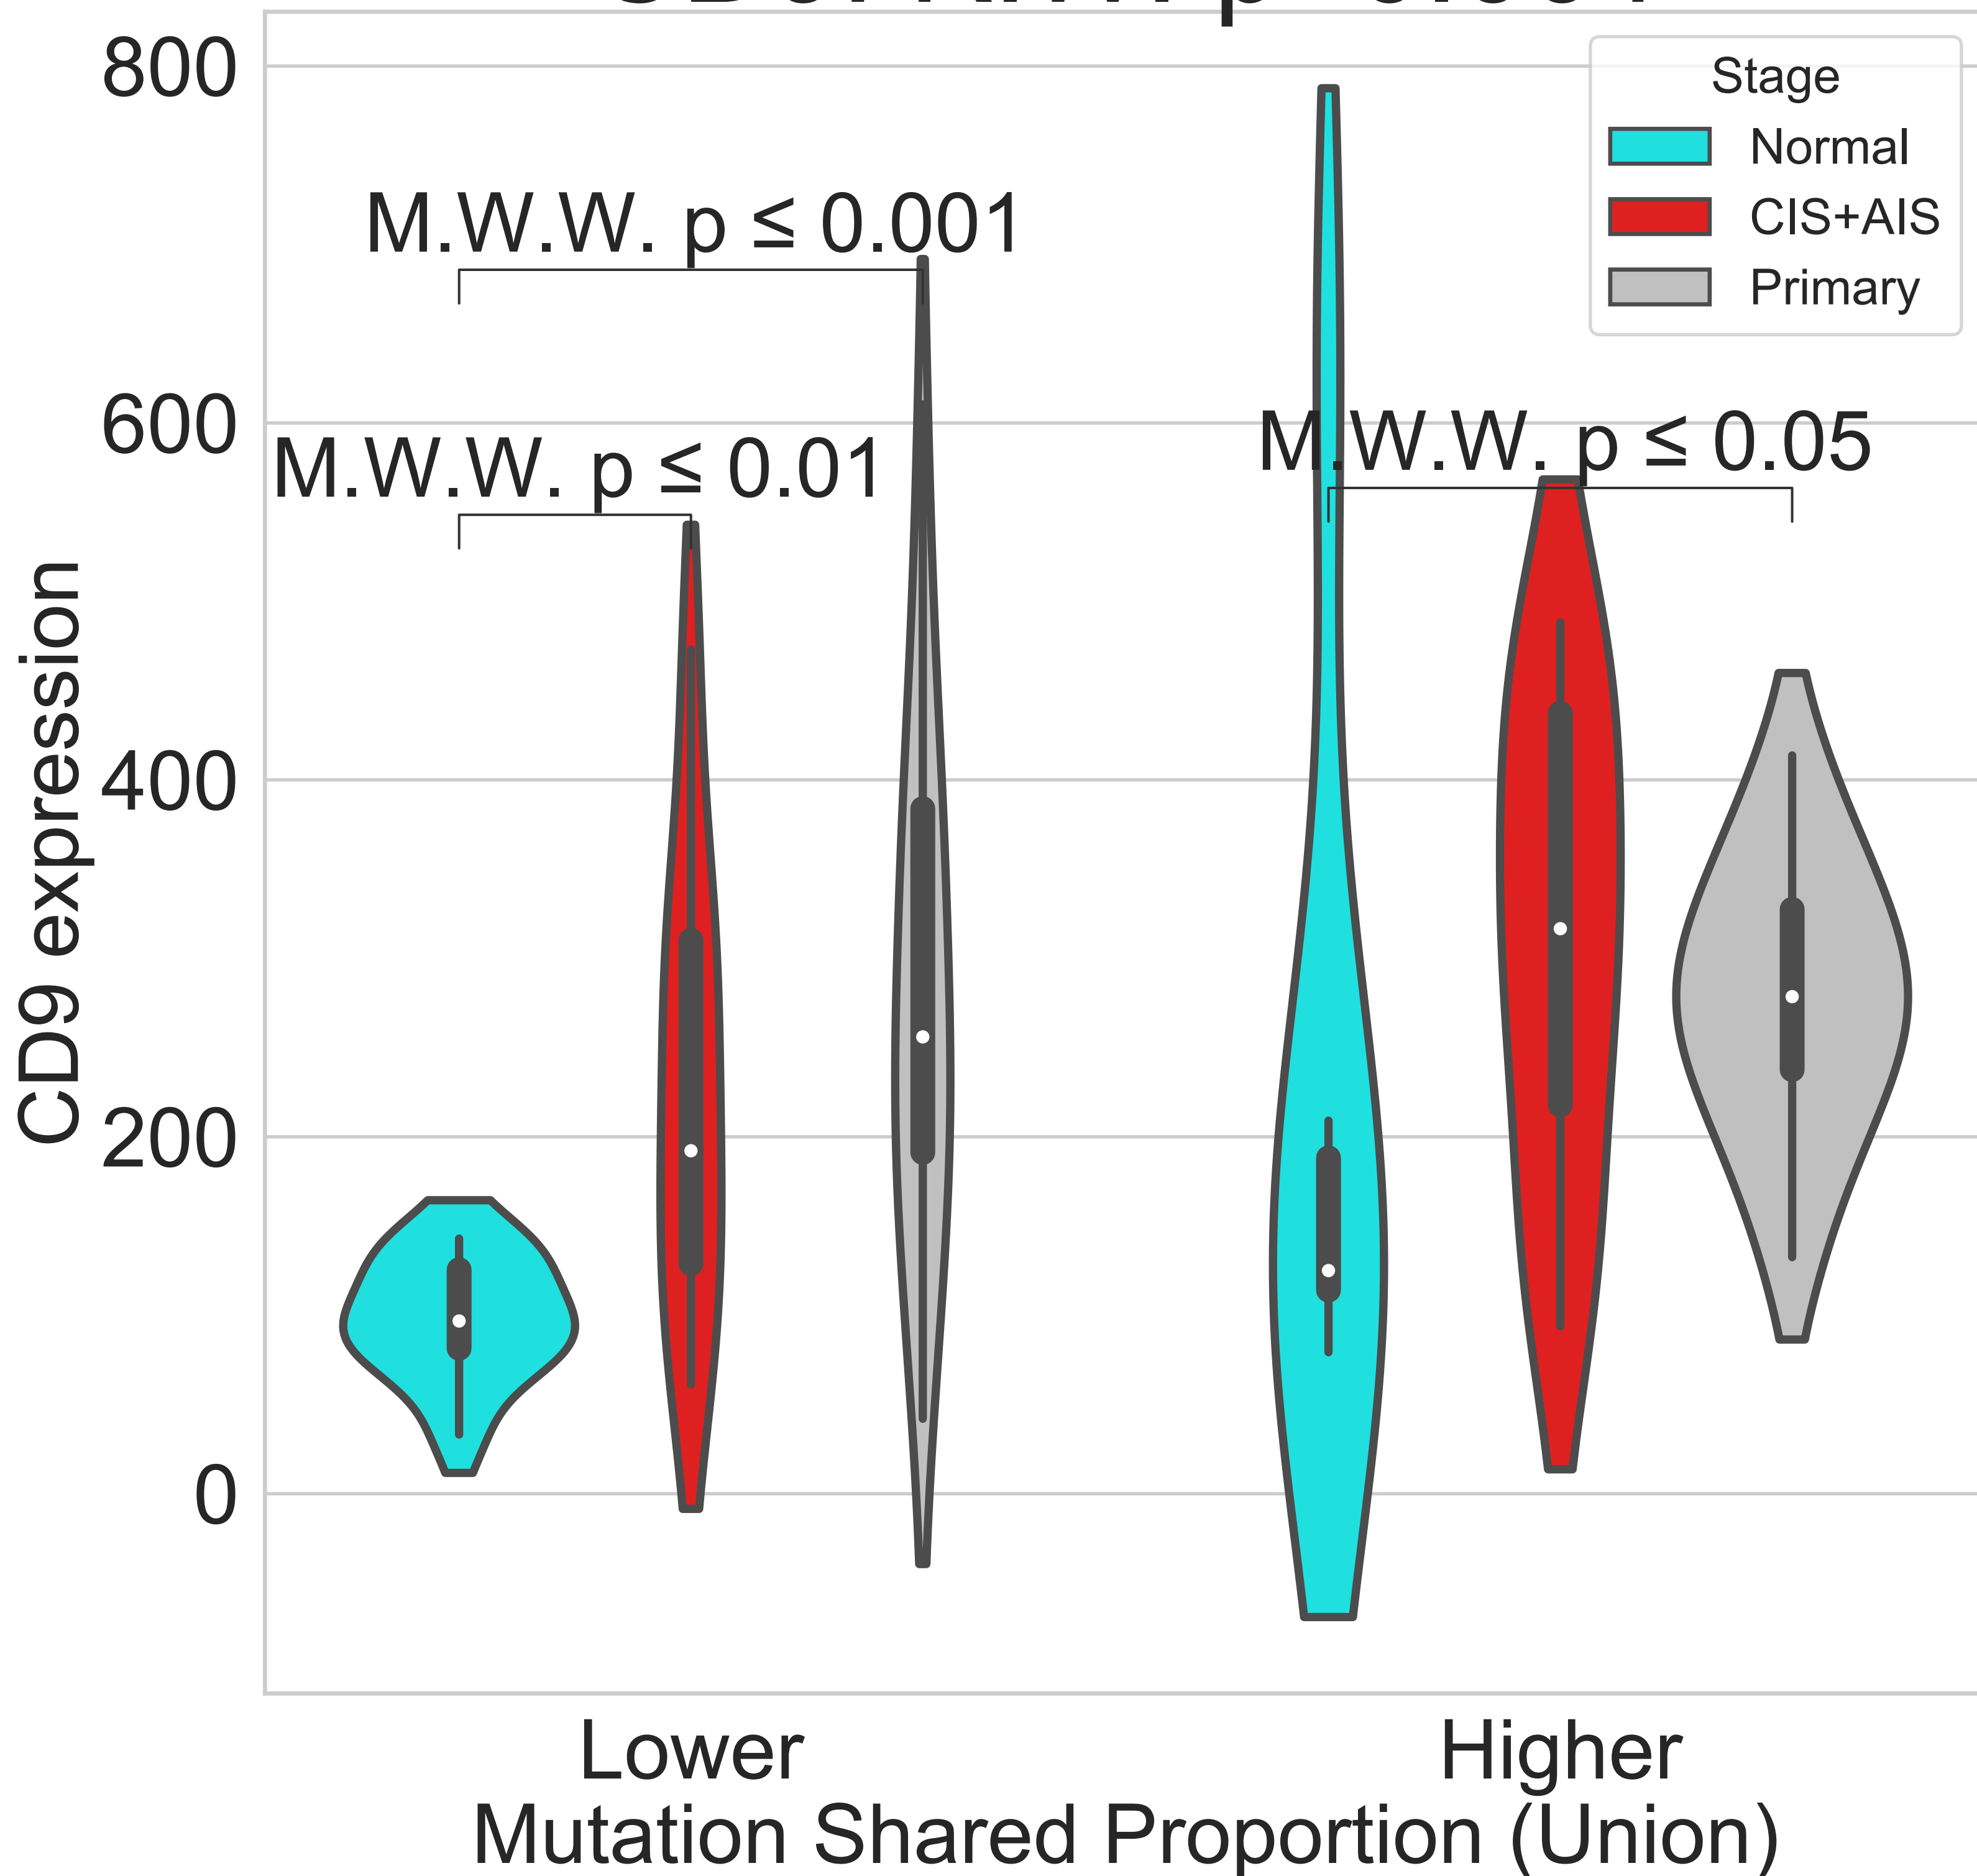 800
600
400
200
0
CD9 expression
M.W.W. p ≤ 0.001
M.W.W. p ≤ 0.01
M.W.W. p ≤ 0.05
Stage
Normal
CIS+AIS
Primary
Lower
Higher
Mutation Shared Proportion (Union)